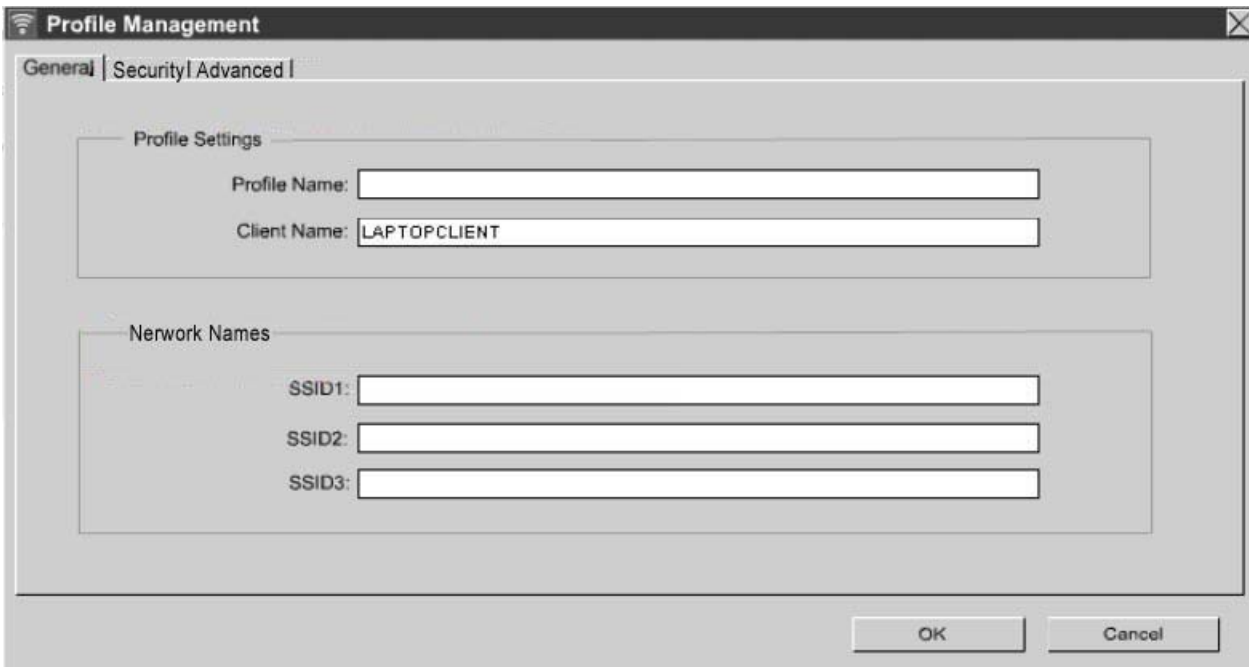 Profile Management
General Security Advanced
Profile Settings
Profile Name:
Client Name: LAPTOPCLIENT
Nerwork Names
SSID1:
SSID2:
SSID3:
OK Cancel